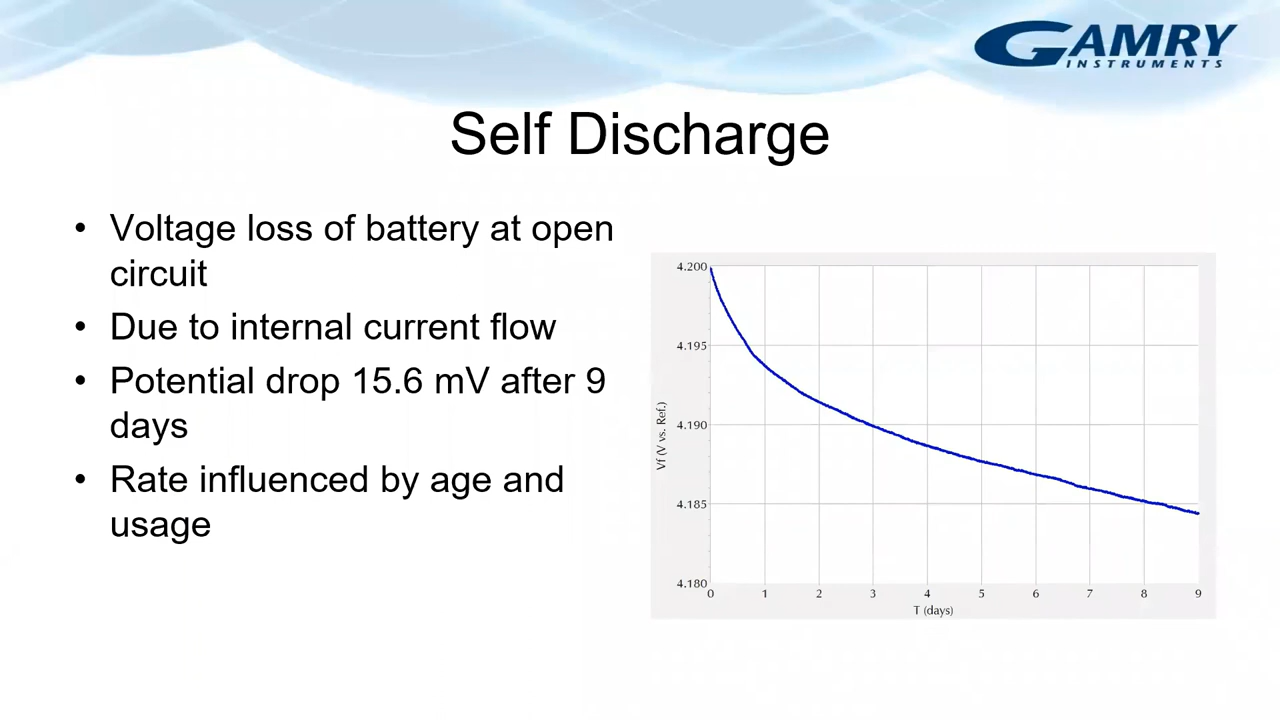 GAMRY
INSTRUMENTS
Self Discharge
• Voltage loss of battery at open
circuit
• Due to internal current flow
• Potential drop 15.6 mV after 9
days
• Rate influenced by age and
usage
4.200
4.195
4.190
4.185
4.180
Vf (V vs. Ref.)
0 1 2 3 4 5 6 7 8 9
T (days)